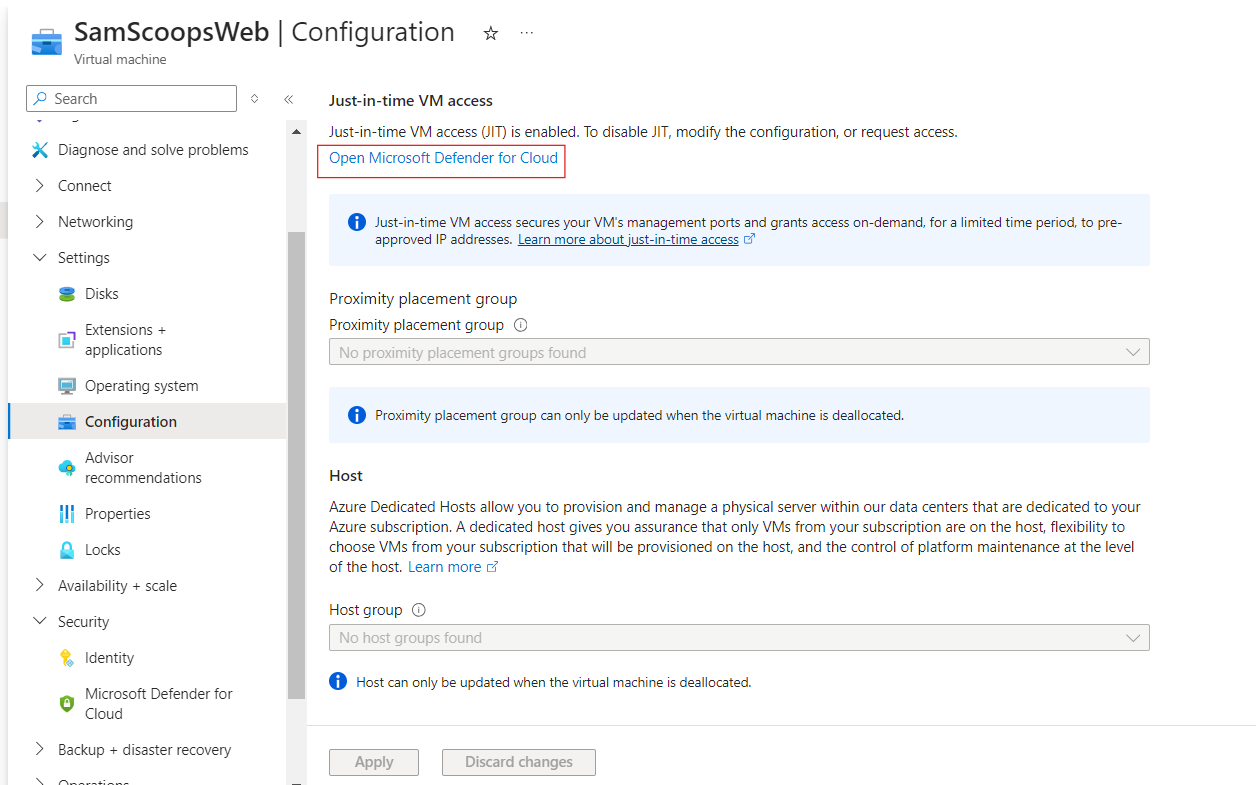 SamScoopsWeb | Configuration
Virtual machine
Search
Diagnose and solve problems
Connect
Networking
Settings
Disks
Extensions +
applications
Operating system
Configuration
Advisor
recommendations
Properties
Locks
Availability + scale
Security
Identity
Microsoft Defender for
Cloud
Backup + disaster recovery
Operations
Just-in-time VM access
Just-in-time VM access (JIT) is enabled. To disable JIT, modify the configuration, or request access.
Open Microsoft Defender for Cloud
Just-in-time VM access secures your VM's management ports and grants access on-demand, for a limited time period, to pre-
approved IP addresses. Learn more about just-in-time access
Proximity placement group
Proximity placement group
No proximity placement groups found
Proximity placement group can only be updated when the virtual machine is deallocated.
Host
Azure Dedicated Hosts allow you to provision and manage a physical server within our data centers that are dedicated to your
Azure subscription. A dedicated host gives you assurance that only VMs from your subscription are on the host, flexibility to
choose VMs from your subscription that will be provisioned on the host, and the control of platform maintenance at the level
of the host. Learn more
Host group
No host groups found
Host can only be updated when the virtual machine is deallocated.
Apply
Discard changes